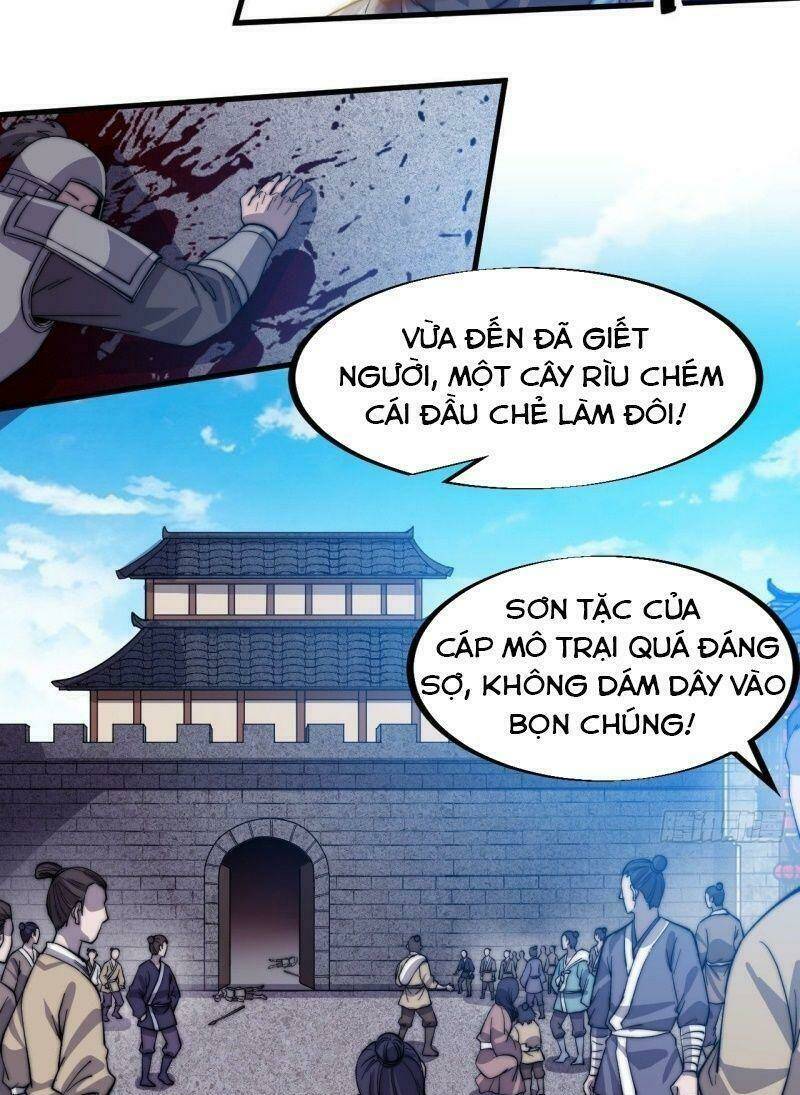 VỪA ĐẾN ĐÃ GIẾT
NGƯỜI, MỘT CÂY RÌU CHÉM
CÁI ĐẦU CHẺ LÀM ĐÔI!
SƠN TẶC CỦA
CÁP MÔ TRẠI QUÁ ĐÁNG
SỢ, KHÔNG DÁM DÂY VÀO
BỌN CHÚNG!